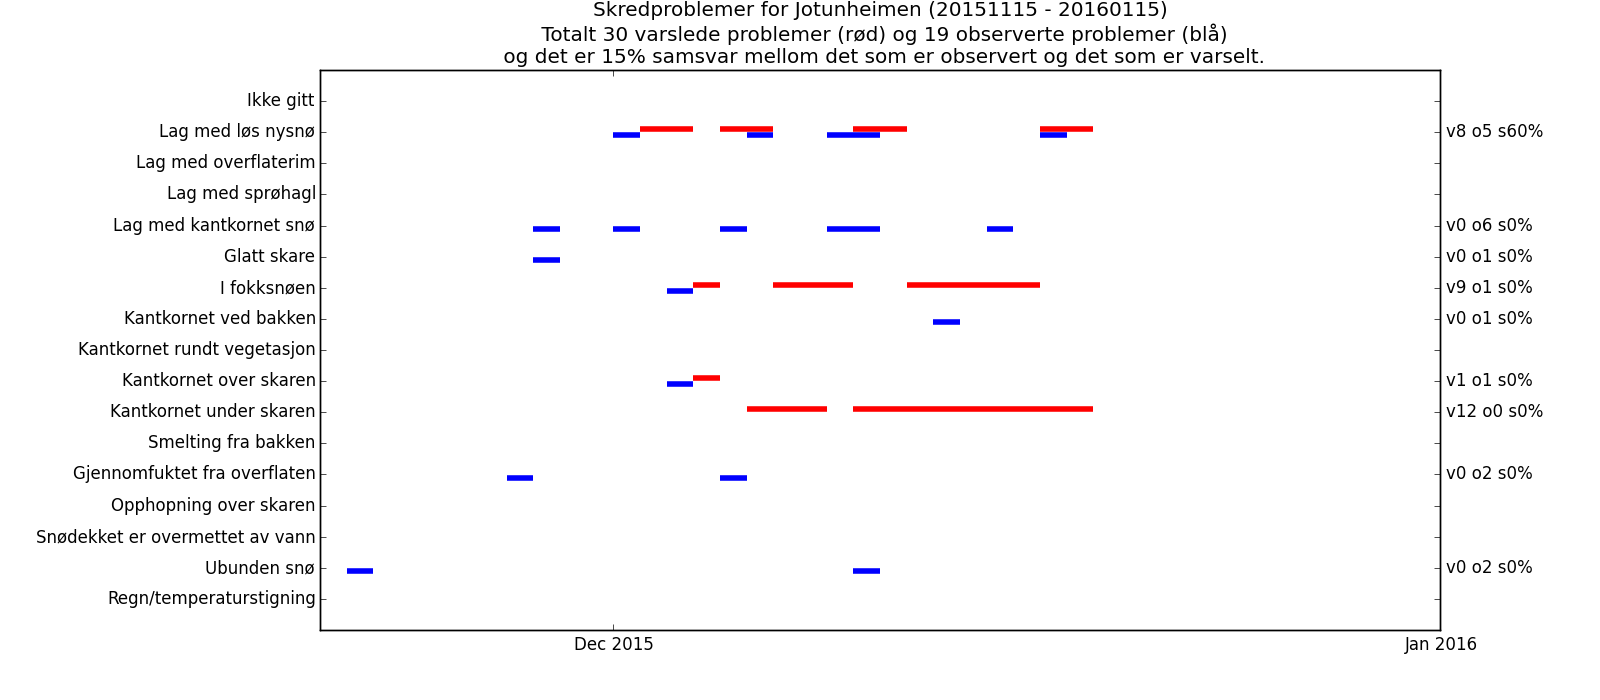 Skredproblemer for Jotunheimen (20151115 - 20160115)
Totalt 30 varslede problemer (rød) og 19 observerte problemer (blå)
og det er 15% samsvar mellom det som er observert og det som er varselt.
Ikke gitt
Lag med løs nysnø v8 o5 s60%
Lag med overflaterim
Lag med sprøhagl
Lag med kantkornet snø v0 o6 s0%
Glatt skare v0 o1 s0%
I fokksnøen v9 o1 s0%
Kantkornet ved bakken v0 o1 s0%
Kantkornet rundt vegetasjon
Kantkornet over skaren v1 o1 s0%
Kantkornet under skaren v12 o0 s0%
Smelting fra bakken
Gjennomfuktet fra overflaten v0 o2 s0%
Opphopning over skaren
Snødekket er overmettet av vann
Ubunden snø v0 o2 s0%
Regn/temperaturstigning
Dec 2015 Jan 2016